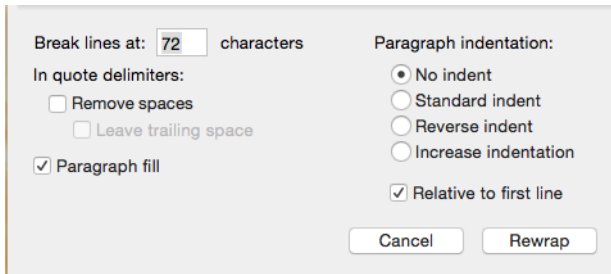 Break lines at: 72 characters
In quote delimiters:
Remove spaces
Leave trailing space
Paragraph fill
Paragraph indentation:
No indent
Standard indent
Reverse indent
Increase indentation
Relative to first line
Cancel Rewrap